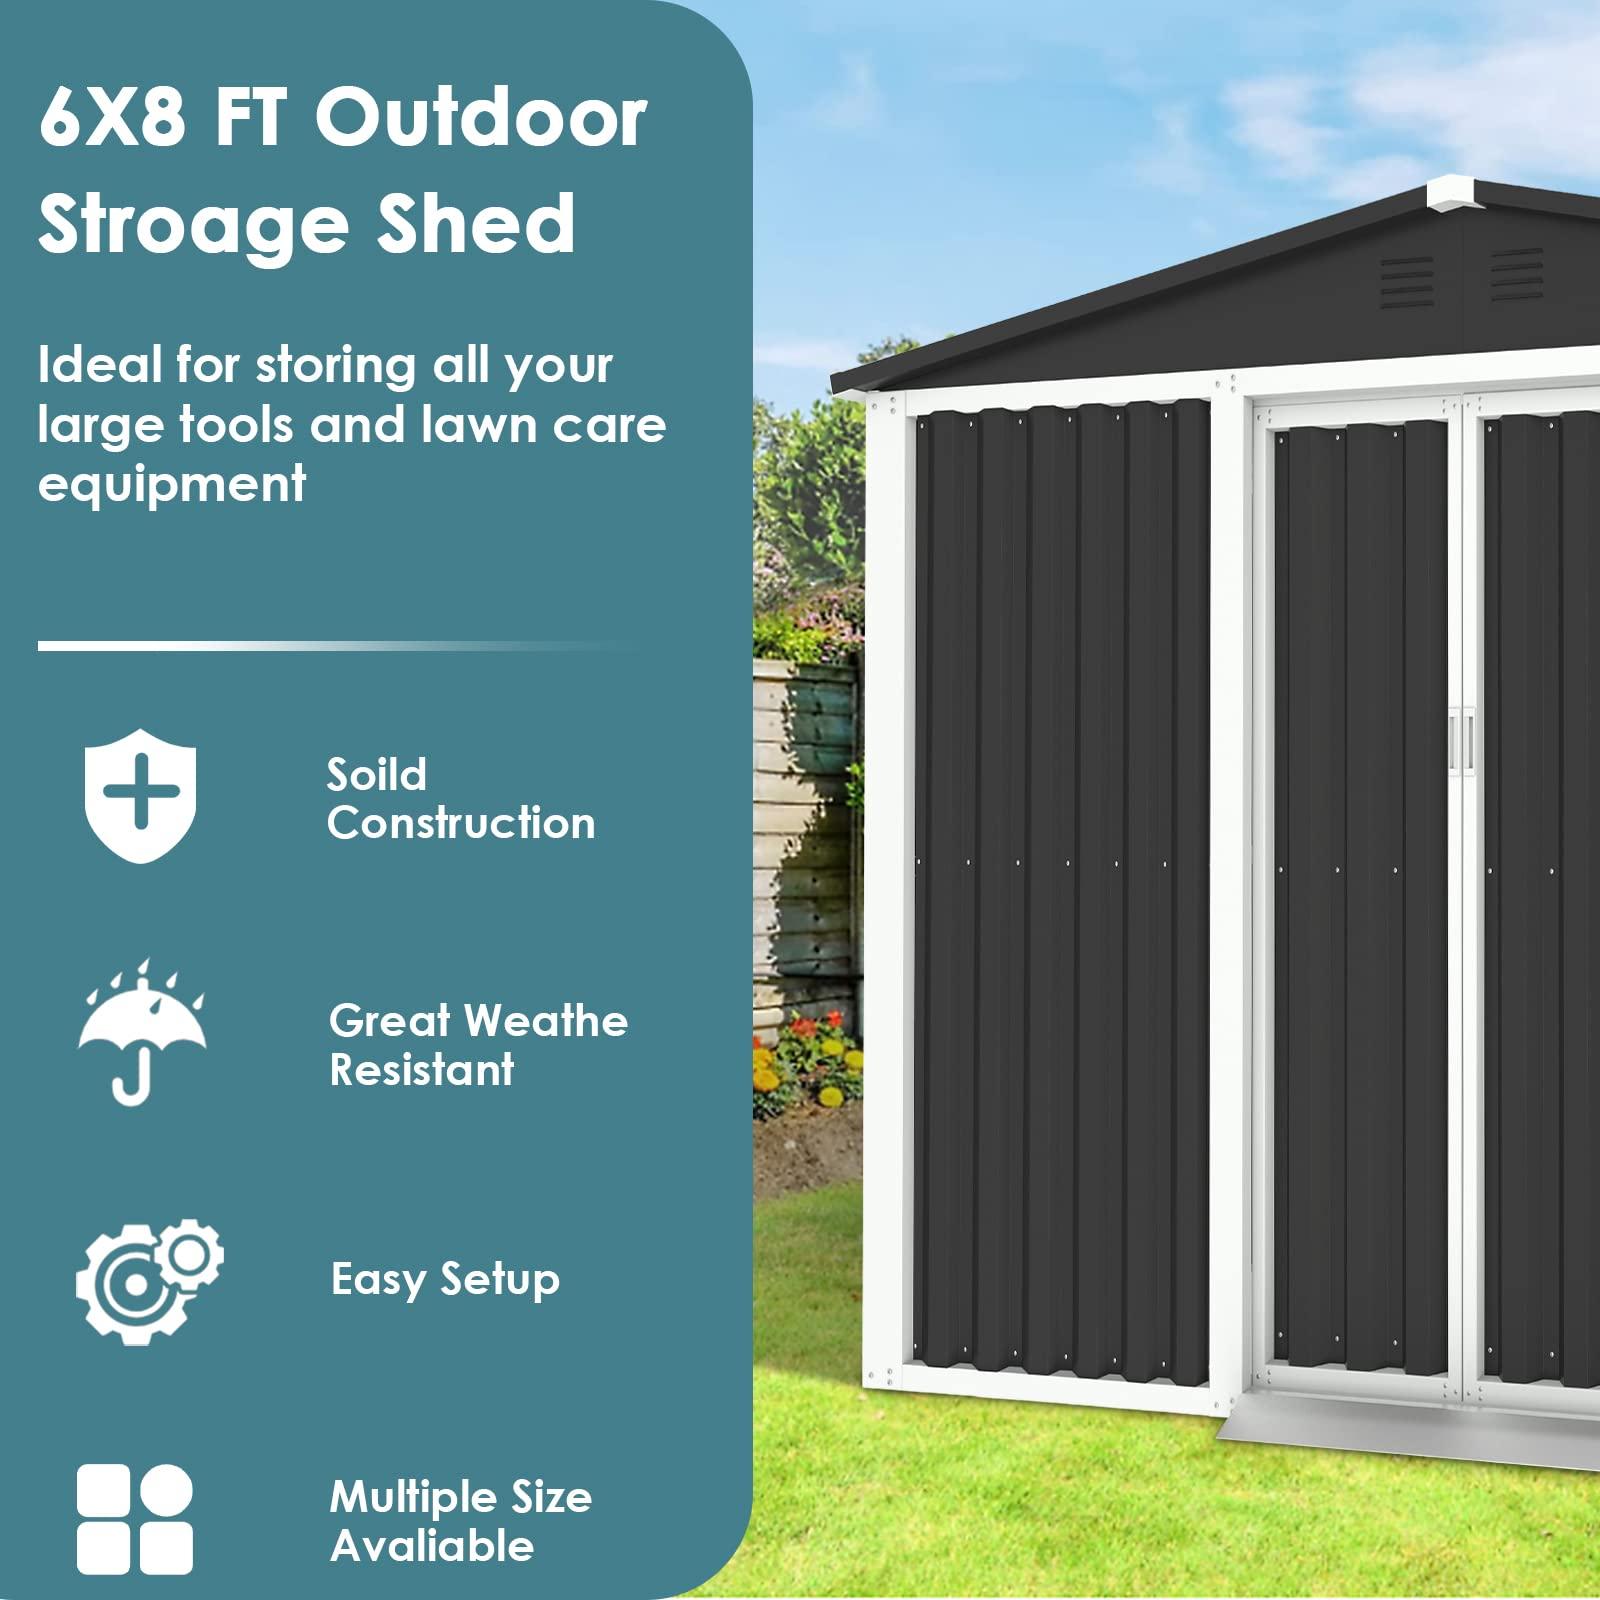 6X8 FT Outdoor
Stroage Shed
Ideal for storing all your
large tools and lawn care
equipment
Soild
Construction
Great Weathe
Resistant
Easy Setup
Multiple Size
Avaliable